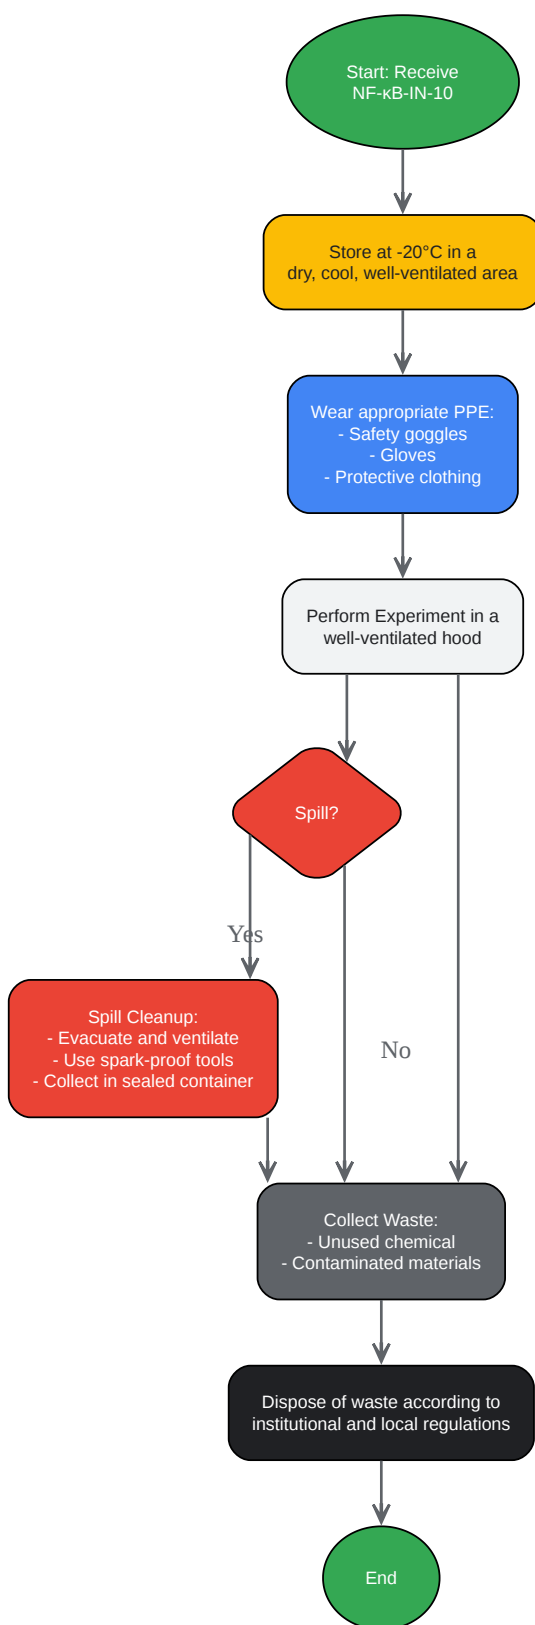 Start: Receive
NF-κB-IN-10
Store at -20°C in a
dry, cool, well-ventilated area
Wear appropriate PPE:
- Safety goggles
- Gloves
- Protective clothing
Perform Experiment in a
well-ventilated hood
Spill?
Yes
Spill Cleanup:
- Evacuate and ventilate
- Use spark-proof tools
- Collect in sealed container
No
Collect Waste:
- Unused chemical
- Contaminated materials
Dispose of waste according to
institutional and local regulations
End